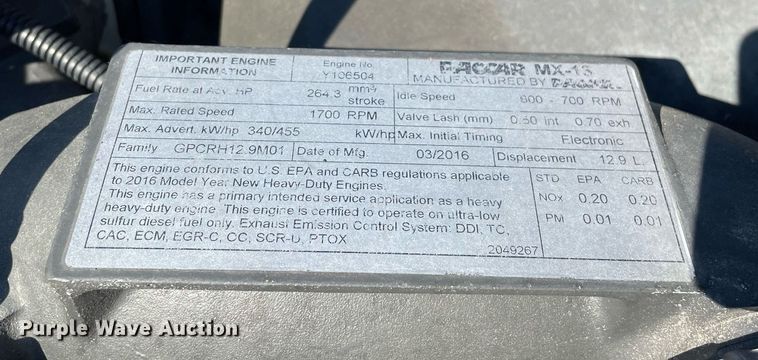 IMPORTANT ENGINE INFORMATION
Engine No. Y106504
PACCAR MX-13
MANUFACTURED BY PACCAR
Fuel Rate at Adv. HP 264.3 mm³ stroke
Idle Speed 600 - 700 RPM
Max. Rated Speed 1700 RPM
Valve Lash (mm) 0.50 int 0.70 exh
Max. Advert. kW/hp 340/455 kW/hp
Max. Initial Timing Electronic
Family GPCRH12.9M01
Date of Mfg. 03/2016
Displacement 12.9 L
This engine conforms to U.S. EPA and CARB regulations applicable
to 2016 Model Year New Heavy-Duty Engines.
This engine has a primary intended service application as a heavy
heavy-duty engine. This engine is certified to operate on ultra-low
sulfur diesel fuel only. Exhaust Emission Control System: DDI, TC,
CAC, ECM, EGR-C, OC, SCR-U, PTOX
STD EPA CARB
NOx 0.20 0.20
PM 0.01 0.01
2049267
Purple Wave Auction